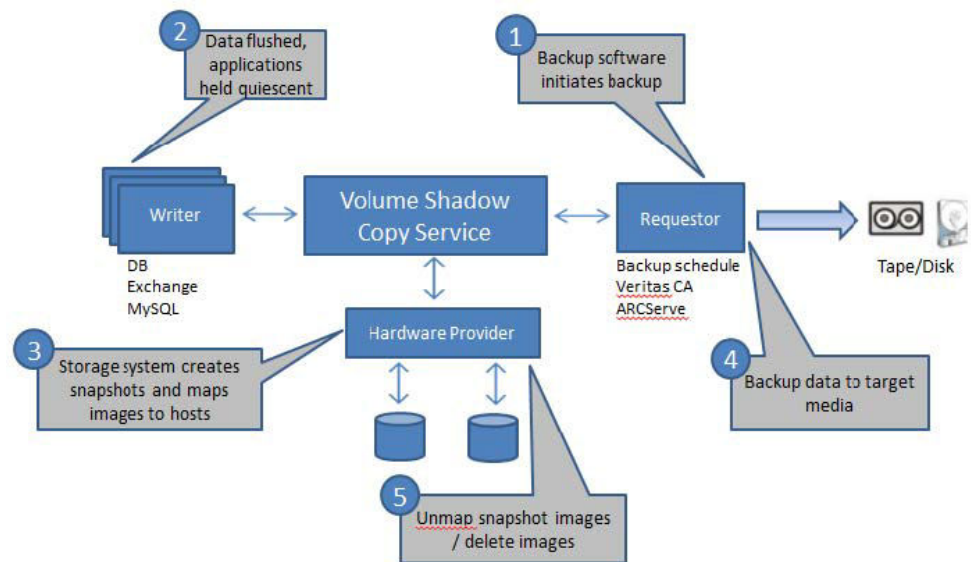 2
Data flushed,
applications
held quiescent
1
Backup software
initiates backup
Writer
Volume Shadow
Copy Service
Requestor
DB
Exchange
MySQL
Backup schedule
Veritas CA
ARCServe
Tape/Disk
Hardware Provider
3
Storage system creates
snapshots and maps
images to hosts
4
Backup data to target
media
5
Unmap snapshot images
/ delete images